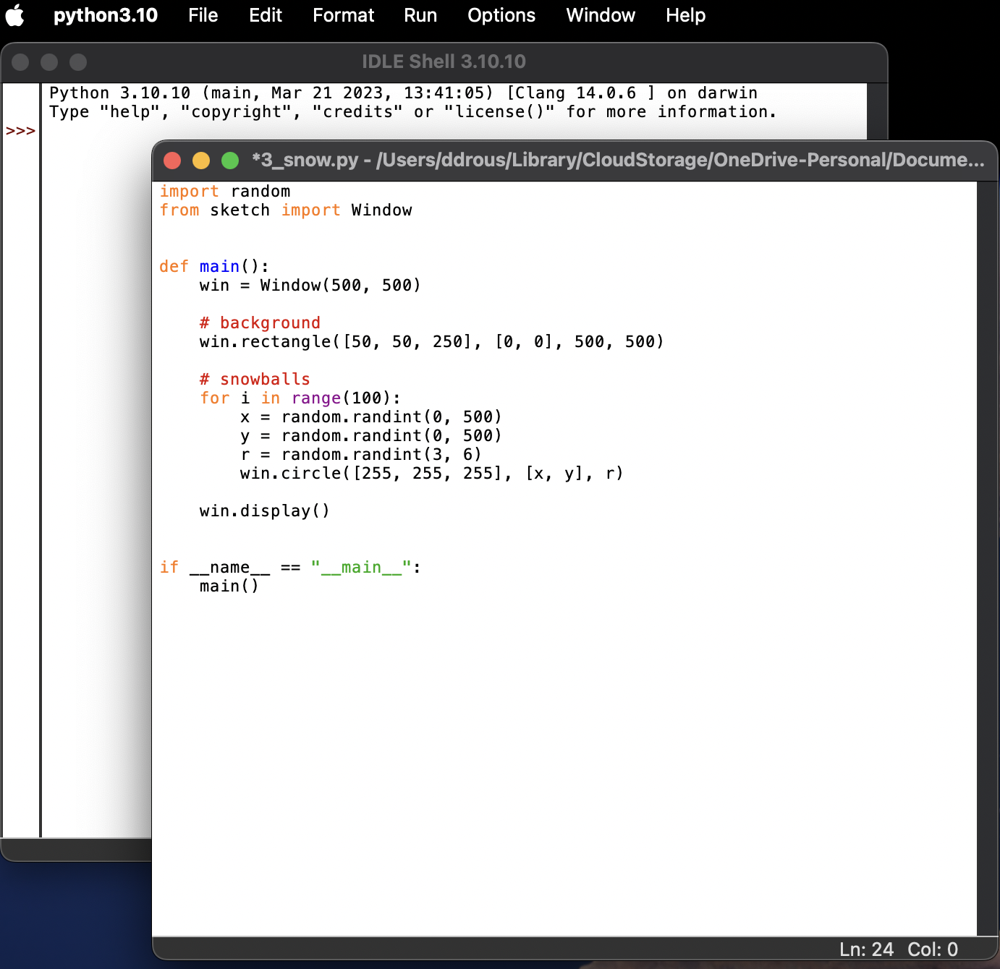 python3.10 File Edit Format Run Options Window Help
IDLE Shell 3.10.10
Python 3.10.10 (main, Mar 21 2023, 13:41:05) [Clang 14.0.6 ] on darwin
Type "help", "copyright", "credits" or "license()" for more information.
>>>
*3_snow.py - /Users/ddrous/Library/CloudStorage/OneDrive-Personal/Docume...
import random
from sketch import Window
def main():
    win = Window(500, 500)
    # background
    win.rectangle([50, 50, 250], [0, 0], 500, 500)
    # snowballs
    for i in range(100):
        x = random.randint(0, 500)
        y = random.randint(0, 500)
        r = random.randint(3, 6)
        win.circle([255, 255, 255], [x, y], r)
    win.display()
if __name__ == "__main__":
    main()
Ln: 24 Col: 0